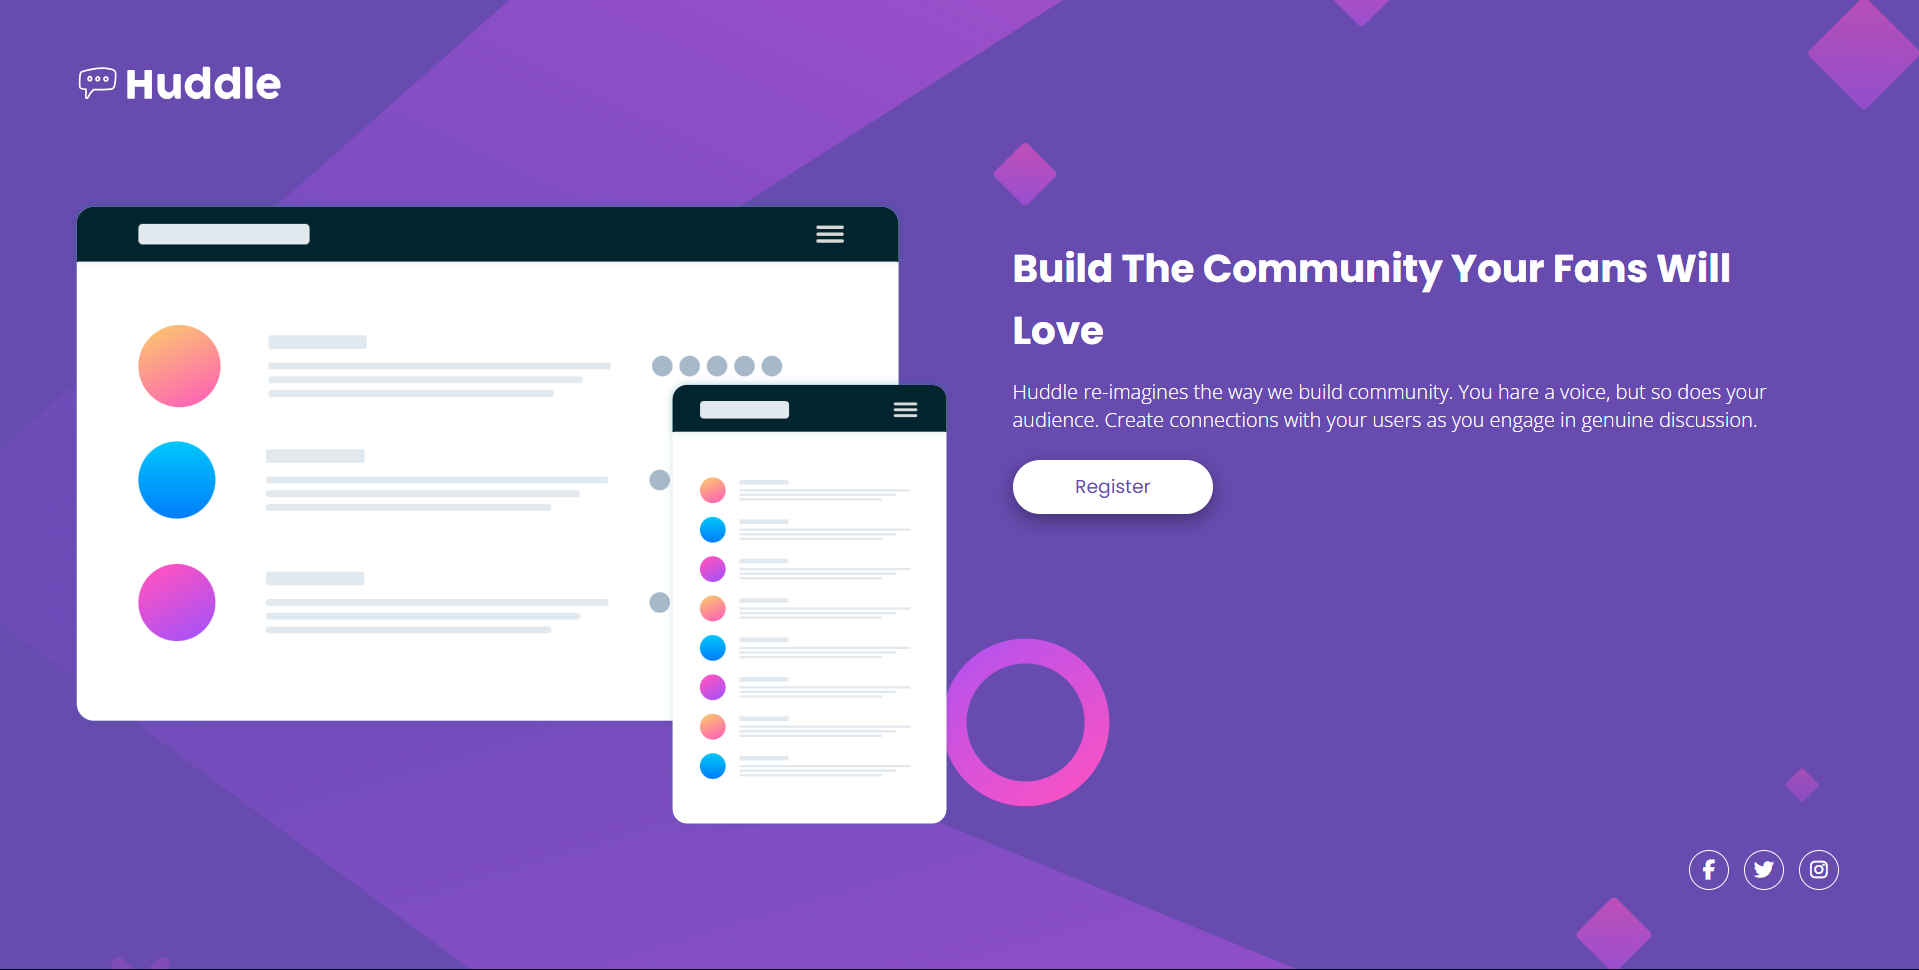 Huddle
Build The Community Your Fans Will
Love
Huddle re-imagines the way we build community. You hare a voice, but so does your
audience. Create connections with your users as you engage in genuine discussion.
Register